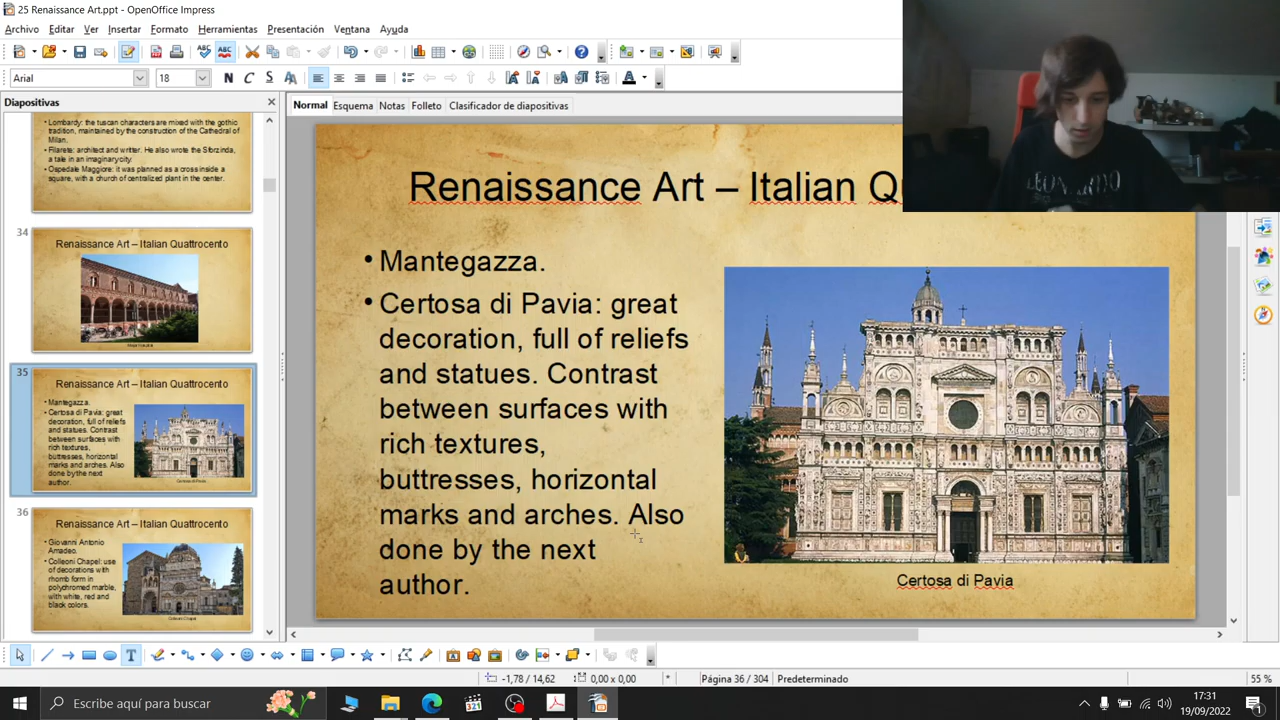 25 Renaissance Art.ppt - OpenOffice Impress
Archivo Editar Ver Insertar Formato Herramientas Presentación Ventana Ayuda
Arial 18 N C S
Diapositivas
Normal Esquema Notas Folleto Clasificador de diapositivas
Lombardy: the tuscan characters are mixed with the gothic
tradition, maintained by the construction of the Cathedral of
Milan.
Filarete: architect and writer. He also wrote the Sforzinda,
a tale in an imaginary city.
Ospedale Maggiore: it was planned as a cross inside a
square, with a church of centralized plant in the center.
34
Renaissance Art – Italian Quattrocento
35
Renaissance Art – Italian Quattrocento
Mantegazza.
Certosa di Pavia: great
decoration, full of reliefs
and statues. Contrast
between surfaces with
rich textures,
buttresses, horizontal
marks and arches. Also
done by the next
author.
Certosa di Pavia
36
Renaissance Art – Italian Quattrocento
Giovanni Antonio
Amadeo.
Colleoni Chapel: use
of decorations with
rhomb form in
polychromed marble,
with white, red and
black colors.
Colleoni Chapel
Renaissance Art – Italian
• Mantegazza.
• Certosa di Pavia: great
decoration, full of reliefs
and statues. Contrast
between surfaces with
rich textures,
buttresses, horizontal
marks and arches. Also
done by the next
author.
Certosa di Pavia
LEONARDO
-1,78 / 14,62 0,00 x 0,00 * Página 36 / 304 Predeterminado 55 %
Escribe aquí para buscar
17:31
19/09/2022
1